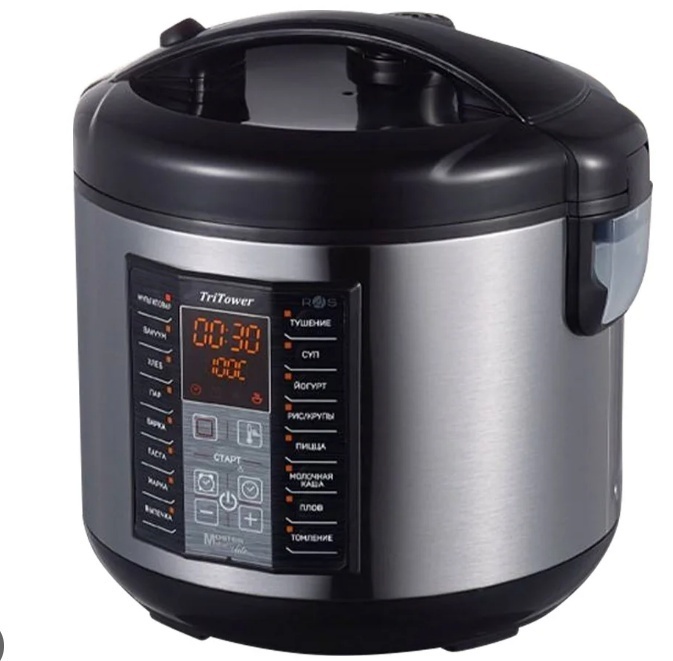 TriTower
МУЛЬТИПОВАР
ВАКУУМ
ХЛЕБ
ПАР
ВАРКА
ПАСТА
ЖАРКА
ВЫПЕЧКА
00:30
100C
СТАРТ
ТУШЕНИЕ
СУП
ЙОГУРТ
РИС/КРУПЫ
ПИЦЦА
МОЛОЧНАЯ
КАША
ПЛОВ
ТОМЛЕНИЕ